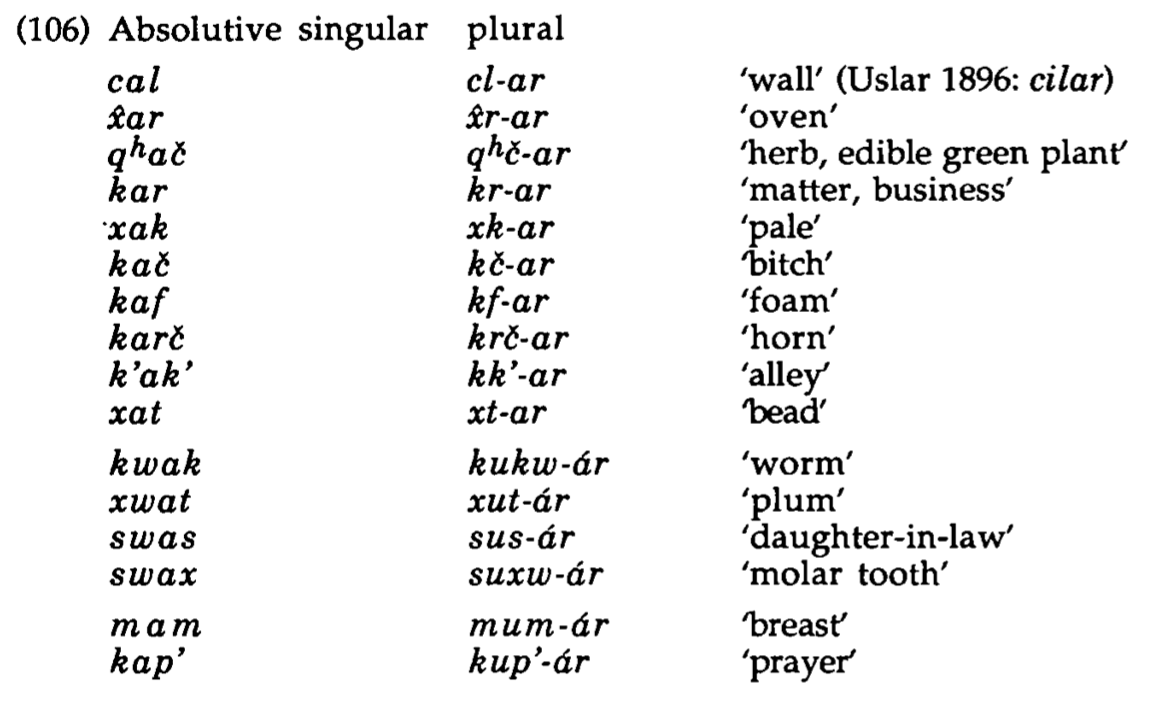 (106) Absolutive singular plural
cal cl-ar 'wall' (Uslar 1896: cilar)
x̂ar x̂r-ar 'oven'
qʰač qʰč-ar 'herb, edible green plant'
kar kr-ar 'matter, business'
xak xk-ar 'pale'
kač kč-ar 'bitch'
kaf kf-ar 'foam'
karč krč-ar 'horn'
k'ak' kk'-ar 'alley'
xat xt-ar 'bead'
kwak kukw-ár 'worm'
xwat xut-ár 'plum'
swas sus-ár 'daughter-in-law'
swax suxw-ár 'molar tooth'
mam mum-ár 'breast'
kap' kup'-ár 'prayer'